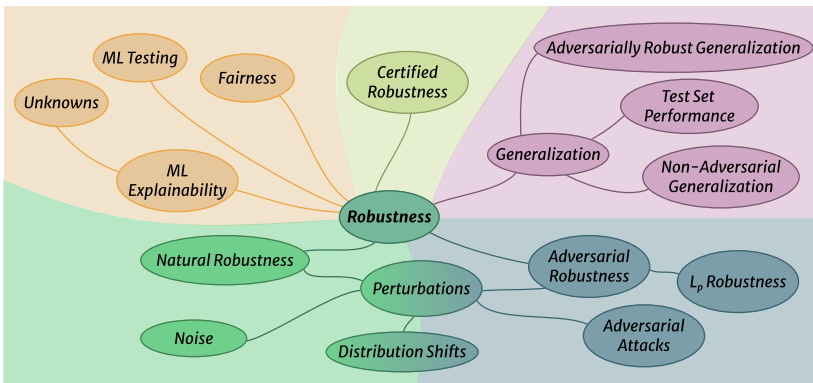 Adversarially Robust Generalization
ML Testing
Fairness
Certified
Robustness
Unknowns
Test Set
Performance
Generalization
ML
Explainability
Non-Adversarial
Generalization
Robustness
Natural Robustness
Adversarial
Robustness
Lp Robustness
Perturbations
Noise
Adversarial
Attacks
Distribution Shifts